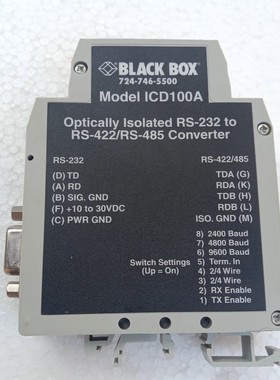 BLACK BOX
724-746-5500
Model ICD100A
Optically Isolated RS-232 to
RS-422/RS-485 Converter
RS-232
(D) TD
(A) RD
(B) SIG. GND
(F) +10 to 30VDC
(C) PWR GND
RS-422/485
TDA (G)
RDA (K)
TDB (H)
RDB (L)
ISO. GND (M)
Switch Settings
(Up = On)
8) 2400 Baud
7) 4800 Baud
6) 9600 Baud
5) Term. In
4) 2/4 Wire
3) 2/4 Wire
2) RX Enable
1) TX Enable